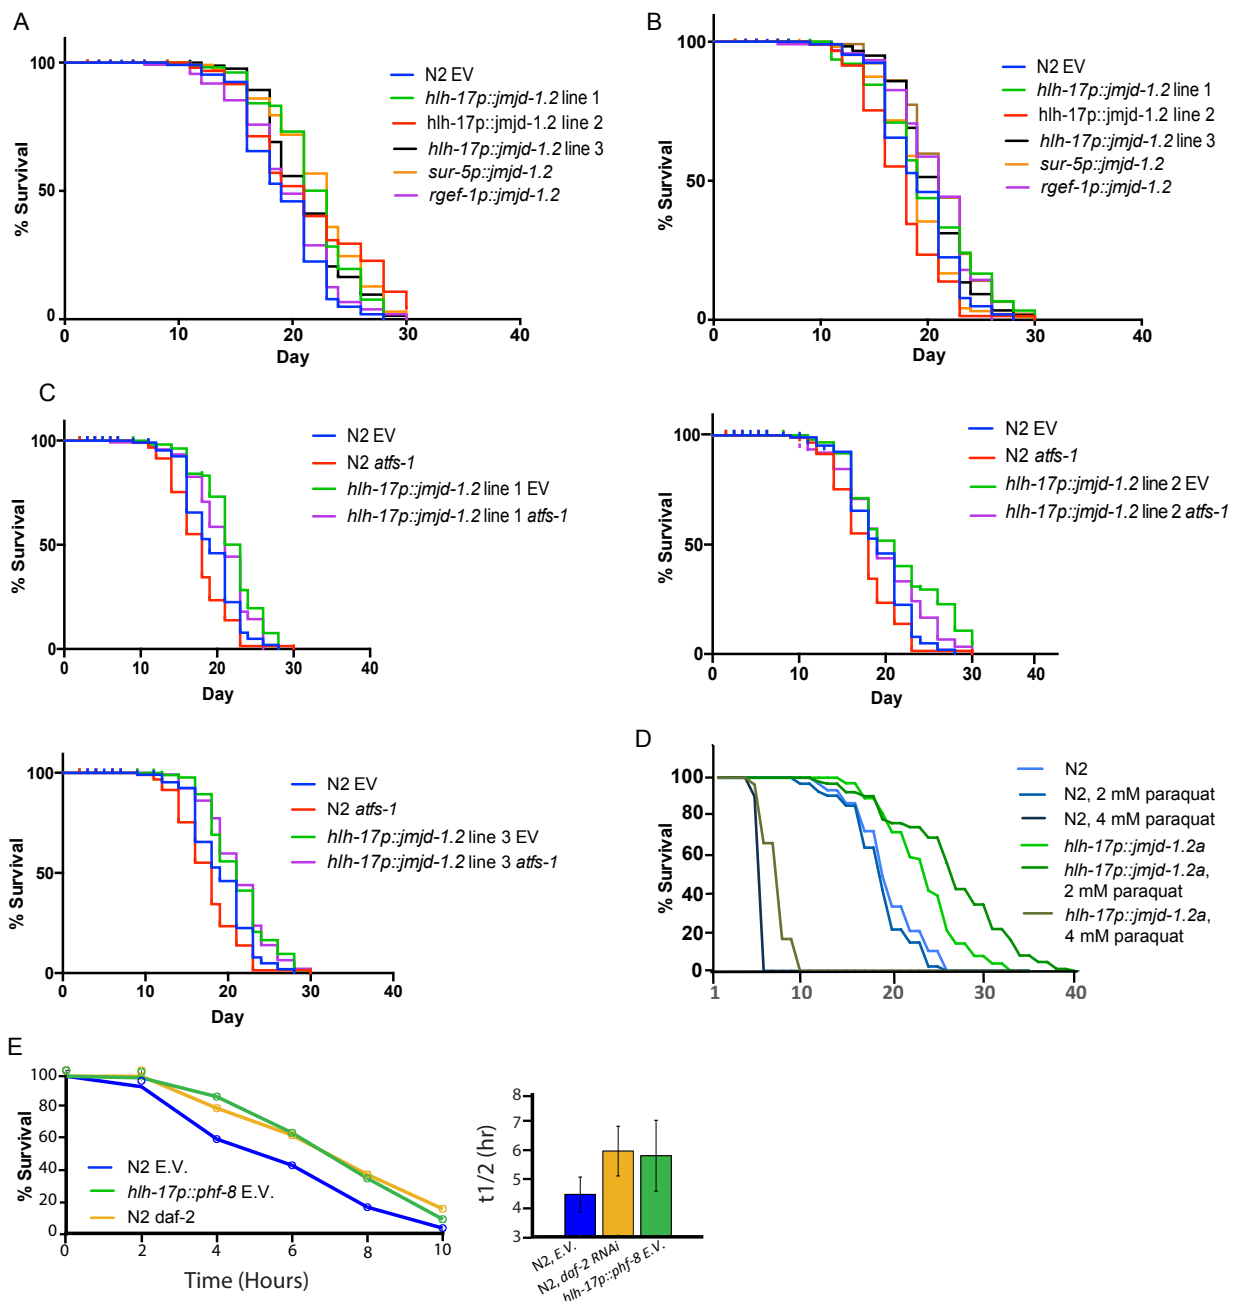 A
% Survival
100
50
0
0
10
20
30
40
Day
N2 EV
hlh-17p::jmjd-1.2 line 1
hlh-17p::jmjd-1.2 line 2
hlh-17p::jmjd-1.2 line 3
sur-5p::jmjd-1.2
rgef-1p::jmjd-1.2
B
% Survival
100
50
0
0
10
20
30
40
Day
N2 EV
hlh-17p::jmjd-1.2 line 1
hlh-17p::jmjd-1.2 line 2
hlh-17p::jmjd-1.2 line 3
sur-5p::jmjd-1.2
rgef-1p::jmjd-1.2
C
% Survival
100
50
0
0
10
20
30
40
Day
N2 EV
N2 atfs-1
hlh-17p::jmjd-1.2 line 1 EV
hlh-17p::jmjd-1.2 line 1 atfs-1
% Survival
100
50
0
0
10
20
30
40
Day
N2 EV
N2 atfs-1
hlh-17p::jmjd-1.2 line 2 EV
hlh-17p::jmjd-1.2 line 2 atfs-1
% Survival
100
50
0
0
10
20
30
40
Day
N2 EV
N2 atfs-1
hlh-17p::jmjd-1.2 line 3 EV
hlh-17p::jmjd-1.2 line 3 atfs-1
D
% Survival
100
80
60
40
20
0
1
10
20
30
40
N2
N2, 2 mM paraquat
N2, 4 mM paraquat
hlh-17p::jmjd-1.2a
hlh-17p::jmjd-1.2a,
2 mM paraquat
hlh-17p::jmjd-1.2a,
4 mM paraquat
E
% Survival
100
80
60
40
20
0
0
2
4
6
8
10
Time (Hours)
N2 E.V.
hlh-17p::phf-8 E.V.
N2 daf-2
t1/2 (hr)
8
7
6
5
4
3
N2, E.V.
N2, daf-2 RNAi
hlh-17p::phf-8 E.V.